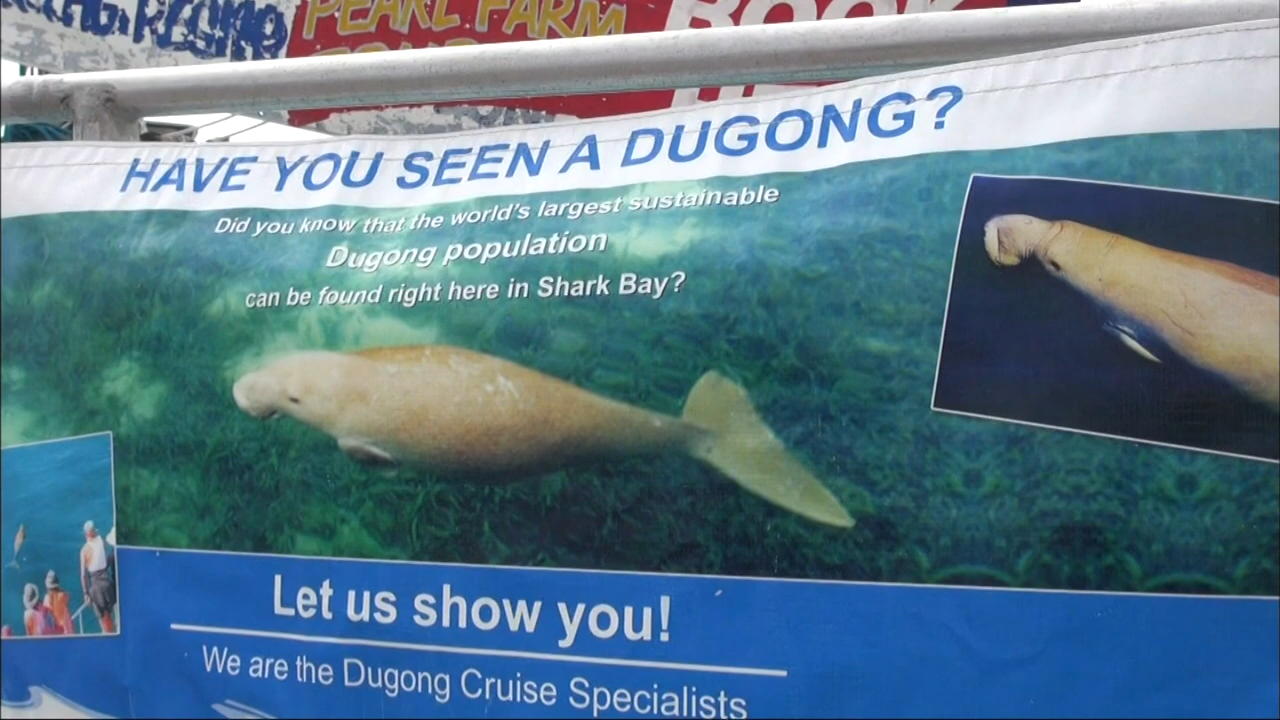 PEARL FARM
BOOK
HAVE YOU SEEN A DUGONG?
Did you know that the world's largest sustainable
Dugong population
can be found right here in Shark Bay?
Let us show you!
We are the Dugong Cruise Specialists